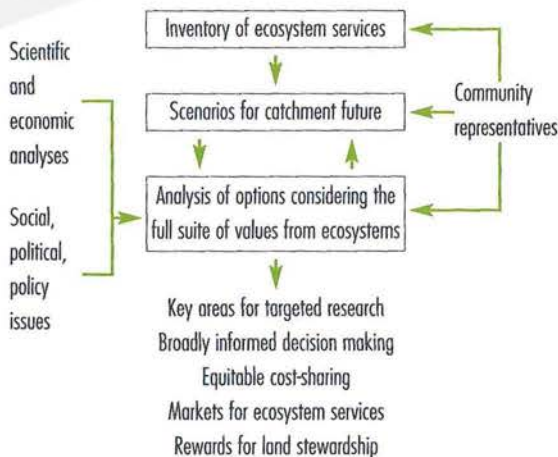 Inventory of ecosystem services
Scientific
and
economic
analyses
Scenarios for catchment future
Community
representatives
Social,
political,
policy
issues
Analysis of options considering the
full suite of values from ecosystems
Key areas for targeted research
Broadly informed decision making
Equitable cost-sharing
Markets for ecosystem services
Rewards for land stewardship